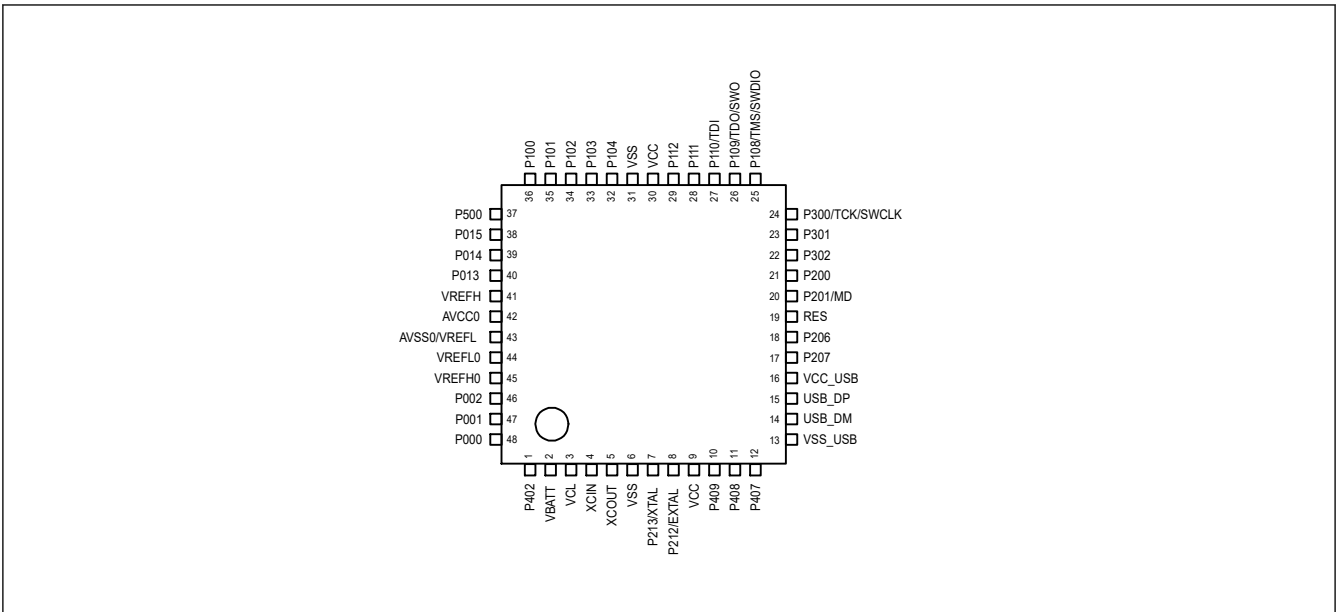 P100
P101
P102
P103
P104
VSS
VCC
P112
P111
P110/TDI
P109/TDO/SWO
P108/TMS/SWDIO
36
35
34
33
32
31
30
29
28
27
26
25
P500 37
P015 38
P014 39
P013 40
VREFH 41
AVCC0 42
AVSS0/VREFL 43
VREFL0 44
VREFH0 45
P002 46
P001 47
P000 48
24 P300/TCK/SWCLK
23 P301
22 P302
21 P200
20 P201/MD
19 RES
18 P206
17 P207
16 VCC_USB
15 USB_DP
14 USB_DM
13 VSS_USB
1
2
3
4
5
6
7
8
9
10
11
12
P402
VBATT
VCL
XCIN
XCOUT
VSS
P213/XTAL
P212/EXTAL
VCC
P409
P408
P407